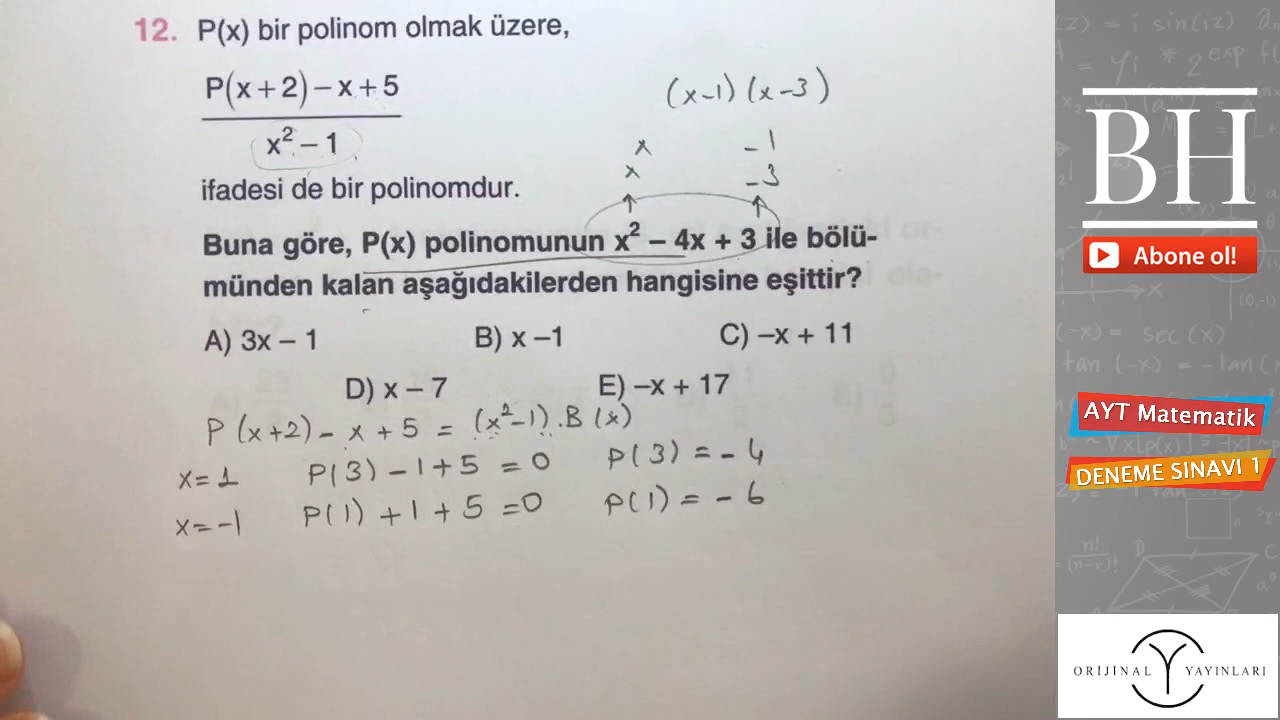 12. P(x) bir polinom olmak üzere,
P(x + 2) – x + 5
x² – 1
ifadesi de bir polinomdur.
(x-1) (x-3)
x -1
x -3
Buna göre, P(x) polinomunun x² – 4x + 3 ile bölü-
münden kalan aşağıdakilerden hangisine eşittir?
A) 3x – 1 B) x –1 C) –x + 11
D) x – 7 E) –x + 17
P (x+2) - x + 5 = (x²-1) . B (x)
x = 1 P(3) - 1 + 5 = 0 P(3) = - 4
x = -1 P(1) + 1 + 5 = 0 P(1) = - 6
BH
Abone ol!
AYT Matematik
DENEME SINAVI 1
ORIJINAL YAYINLARI